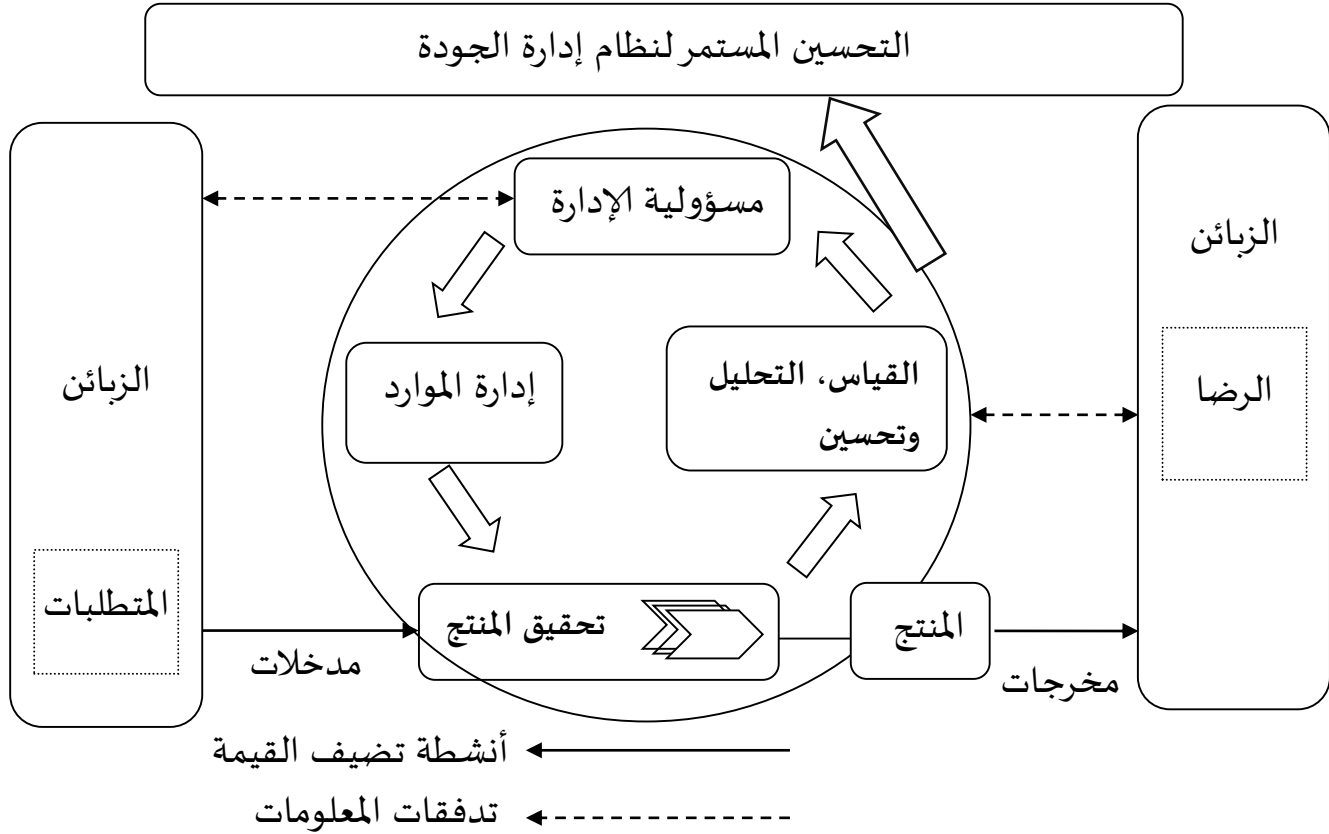 التحسين المستمر لنظام إدارة الجودة
مسؤولية الإدارة
الزبائن
الرضا
القياس، التحليل
وتحسين
إدارة الموارد
الزبائن
المتطلبات
تحقيق المنتج
المنتج
مدخلات
مخرجات
أنشطة تضيف القيمة
تدفقات المعلومات